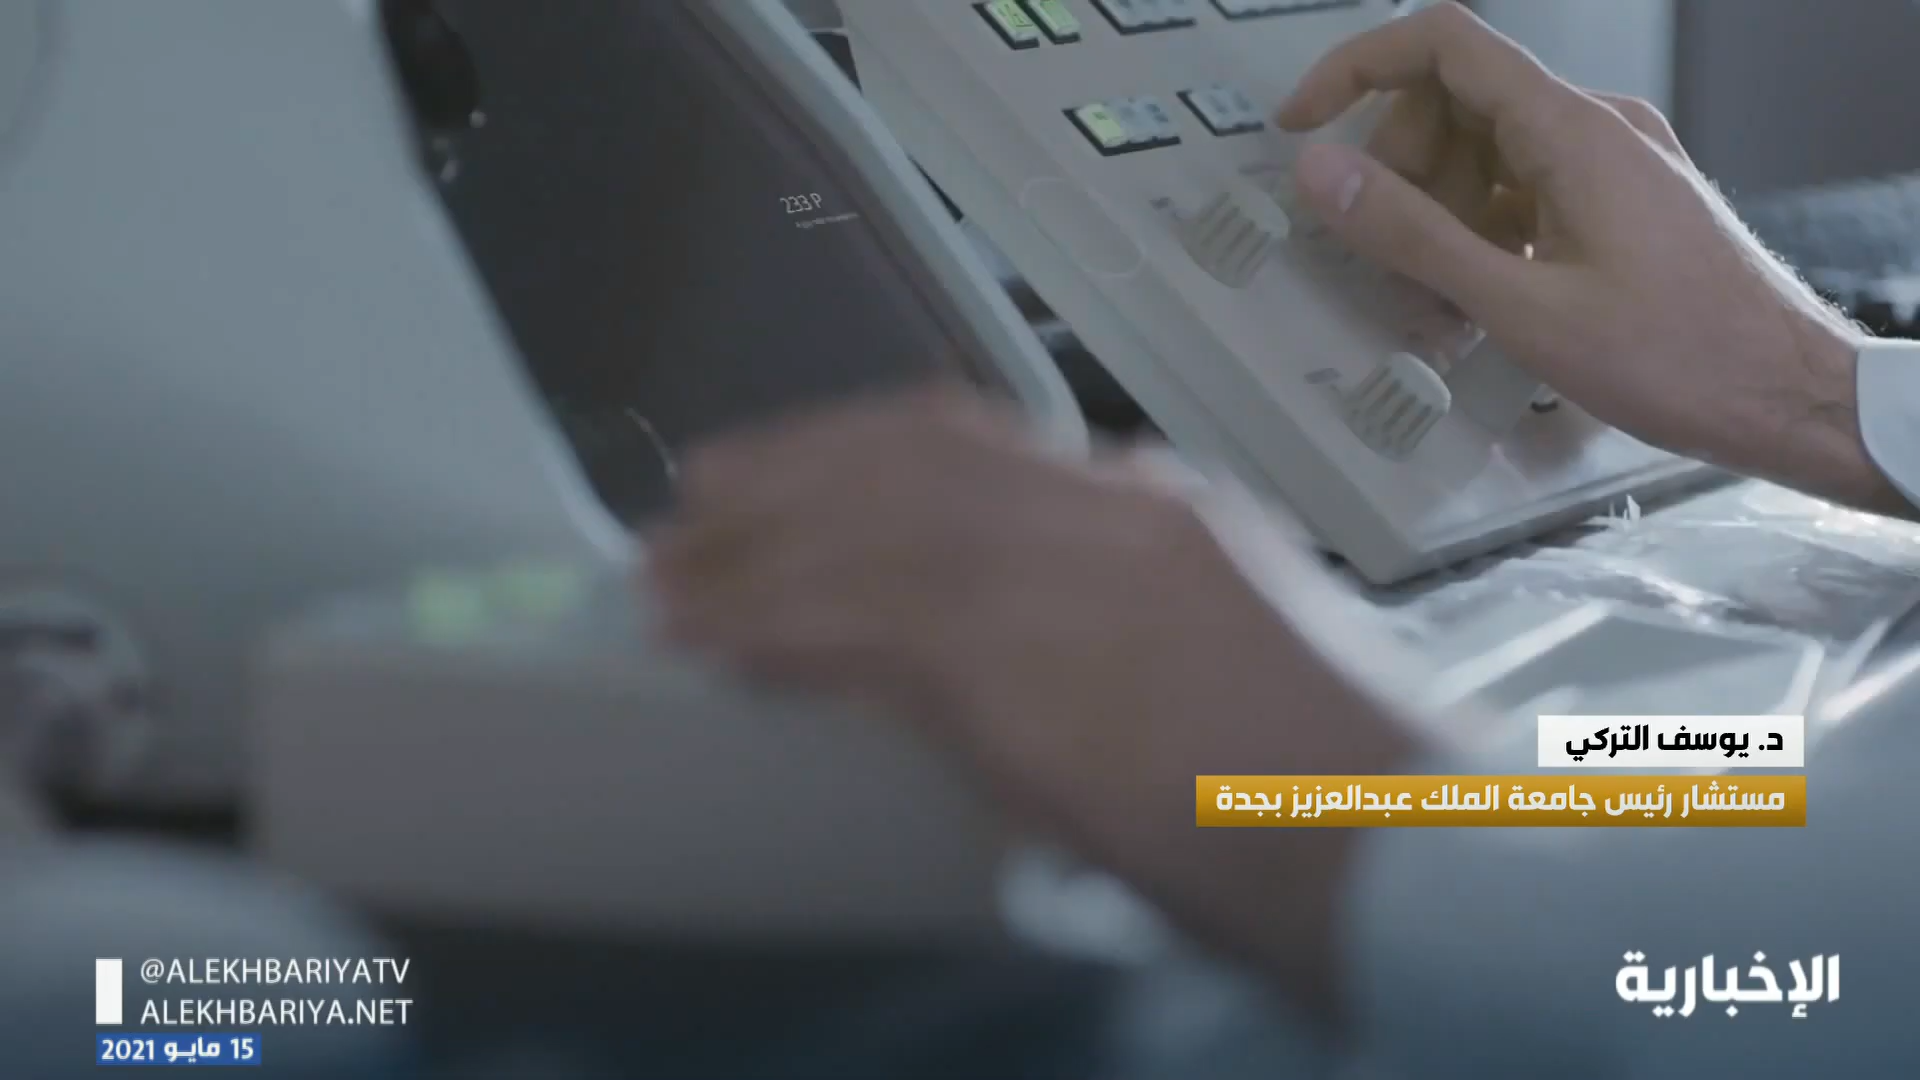 233 P
د. يوسف التركي
مستشار رئيس جامعة الملك عبدالعزيز بجدة
@ALEKHBARIYATV
ALEKHBARIYA.NET
15 مايو 2021
الإخبارية